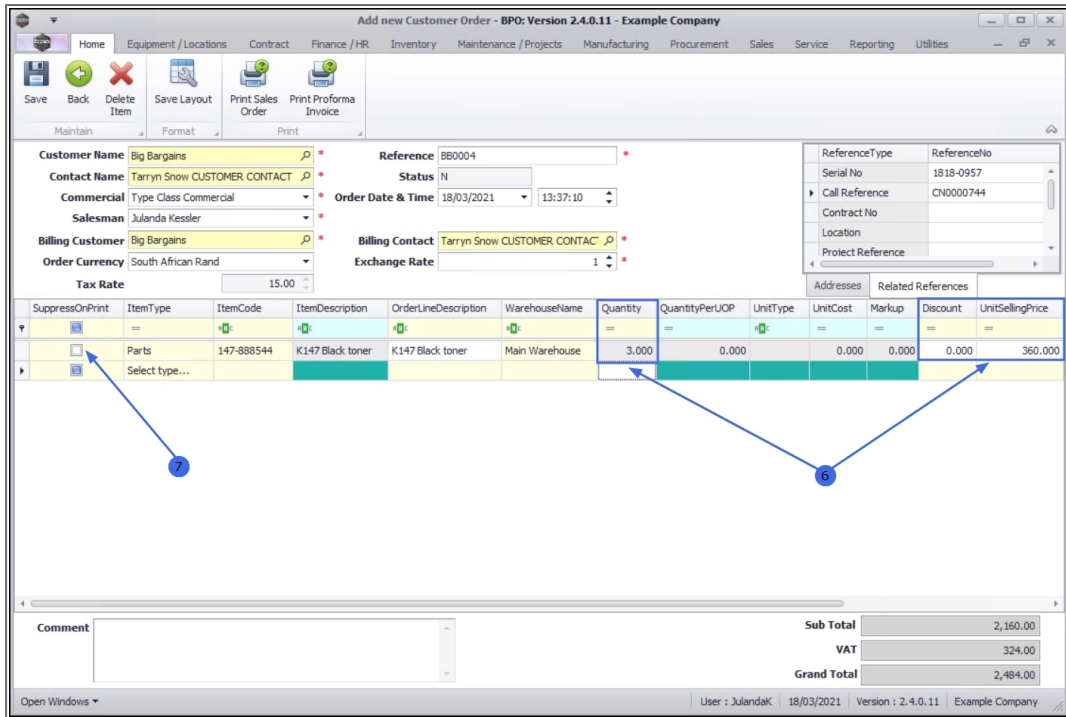 Add new Customer Order - BPO: Version 2.4.0.11 - Example Company
Home Equipment / Locations Contract Finance / HR Inventory Maintenance / Projects Manufacturing Procurement Sales Service Reporting Utilities
Save Back Delete Item Save Layout Print Sales Order Print Proforma Invoice
Maintain Format Print
Customer Name Big Bargains * Reference BB0004 *
Contact Name Tarryn Snow CUSTOMER CONTACT * Status N
Commercial Type Class Commercial * Order Date & Time 18/03/2021 13:37:10
Salesman Julanda Kessler *
Billing Customer Big Bargains * Billing Contact Tarryn Snow CUSTOMER CONTAC *
Order Currency South African Rand Exchange Rate 1 *
Tax Rate 15.00
ReferenceType ReferenceNo
Serial No 1818-0957
Call Reference CN0000744
Contract No
Location
Project Reference
Addresses Related References
SuppressOnPrint ItemType ItemCode ItemDescription OrderLineDescription WarehouseName Quantity QuantityPerUOP UnitType UnitCost Markup Discount UnitSellingPrice
Parts 147-888544 K147 Black toner K147 Black toner Main Warehouse 3.000 0.000 0.000 0.000 0.000 360.000
Select type...
7
6
Comment
Sub Total 2,160.00
VAT 324.00
Grand Total 2,484.00
Open Windows User : JulandaK 18/03/2021 Version : 2.4.0.11 Example Company